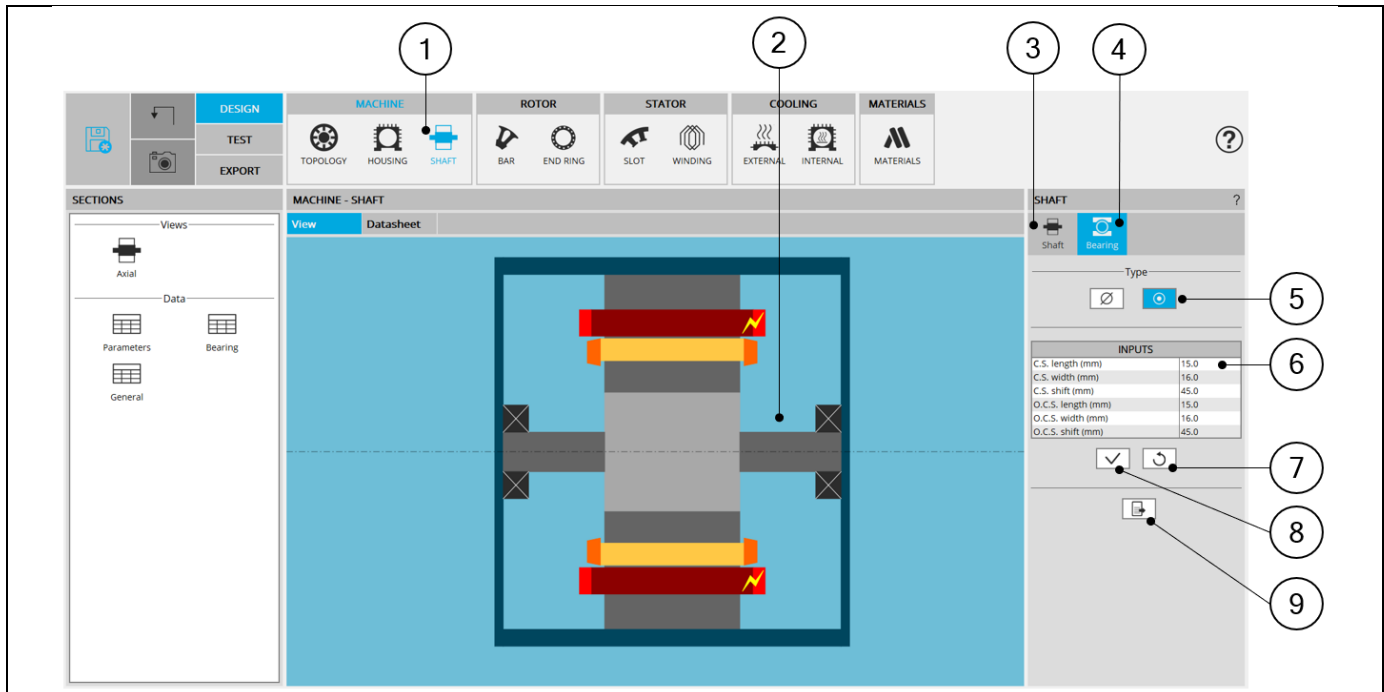 1
2
3
4
DESIGN
MACHINE
ROTOR
STATOR
COOLING
MATERIALS
TEST
EXPORT
TOPOLOGY
HOUSING
SHAFT
BAR
END RING
SLOT
WINDING
EXTERNAL
INTERNAL
MATERIALS
?
SECTIONS
MACHINE - SHAFT
SHAFT
?
Views
View
Datasheet
Shaft
Bearing
Axial
Type
5
Data
Parameters
Bearing
General
INPUTS
C.S. length (mm) 15.0
C.S. width (mm) 16.0
C.S. shift (mm) 45.0
O.C.S. length (mm) 15.0
O.C.S. width (mm) 16.0
O.C.S. shift (mm) 45.0
6
7
8
9